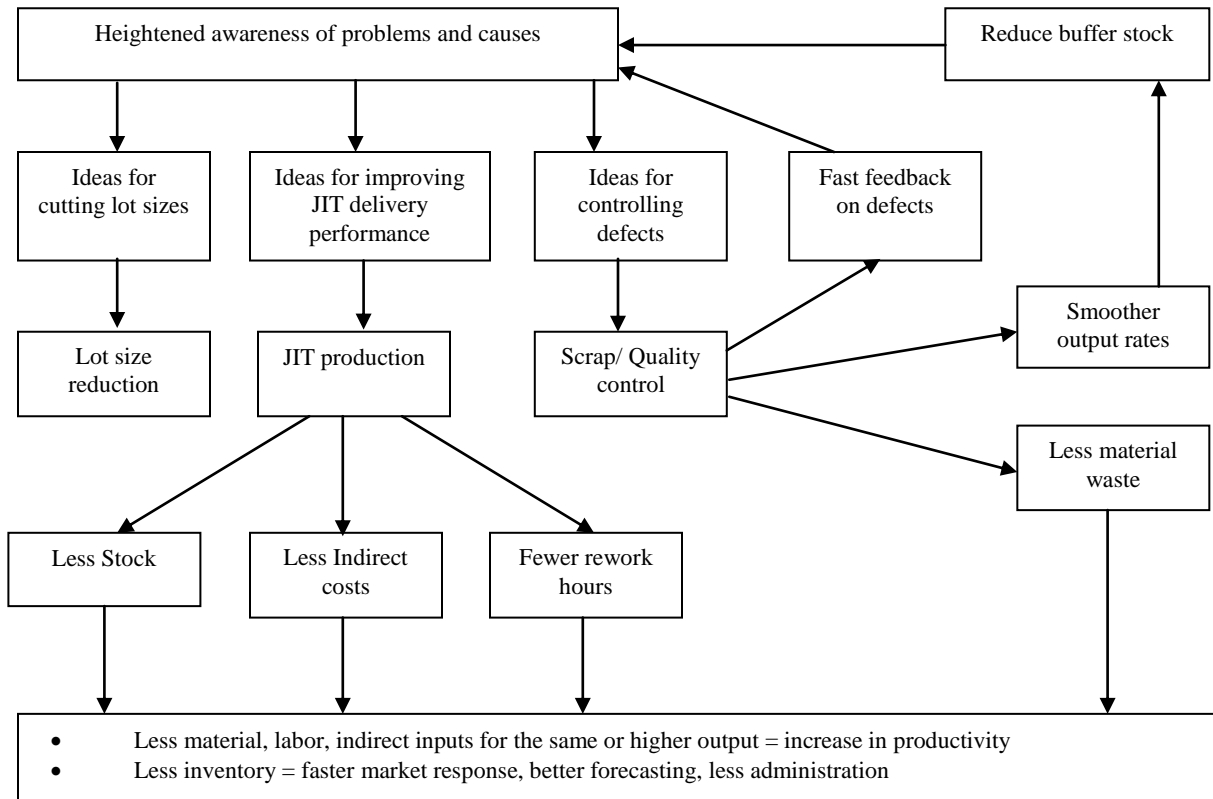 Heightened awareness of problems and causes
Reduce buffer stock
Ideas for
cutting lot sizes
Ideas for improving
JIT delivery
performance
Ideas for
controlling
defects
Fast feedback
on defects
Smoother
output rates
Lot size
reduction
JIT production
Scrap/ Quality
control
Less material
waste
Less Stock
Less Indirect
costs
Fewer rework
hours
• Less material, labor, indirect inputs for the same or higher output = increase in productivity
• Less inventory = faster market response, better forecasting, less administration